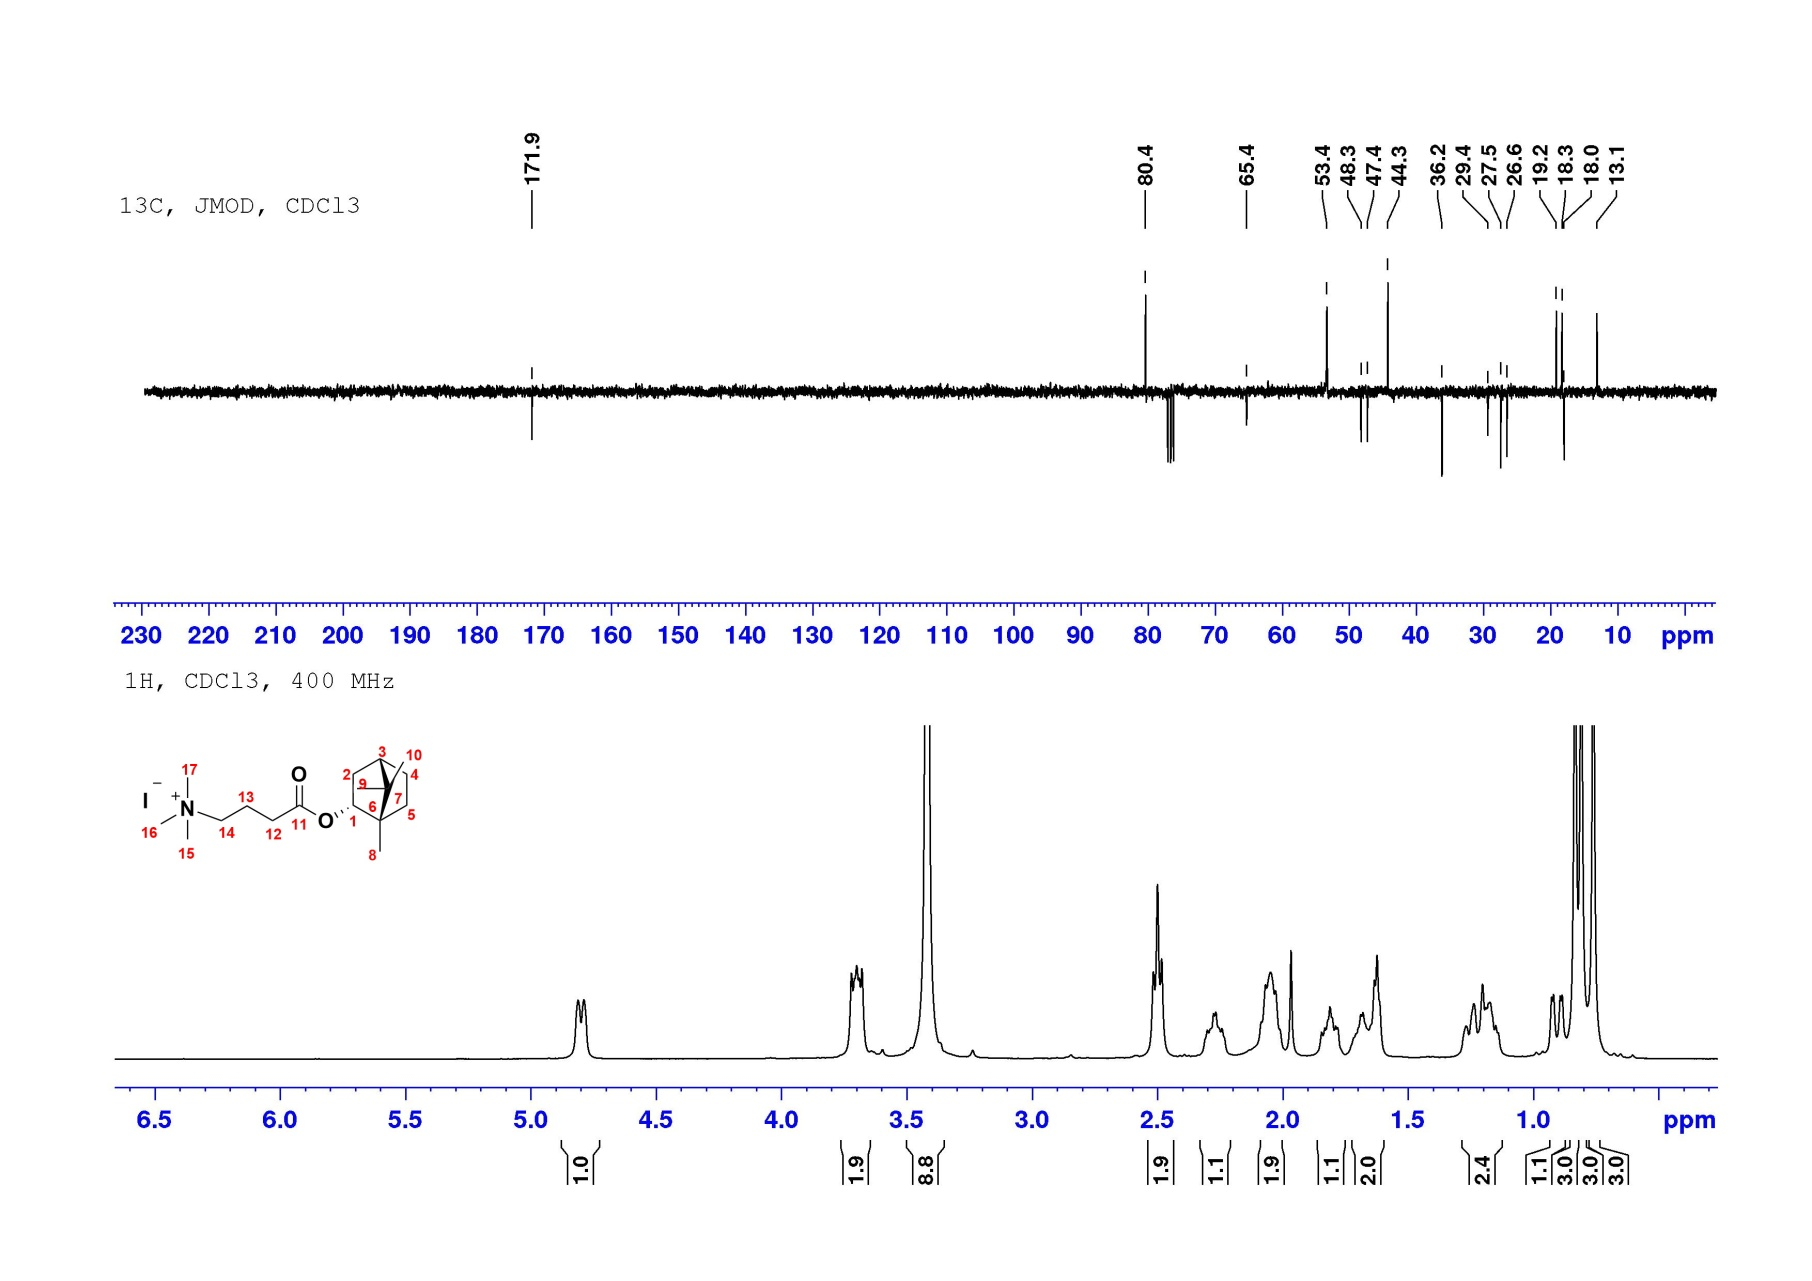 171.9 80.4 65.4 53.4 48.3 47.4 44.3 36.2 29.4 27.5 26.6 19.2 18.3 18.0 13.1
13C, JMOD, CDCl3
230 220 210 200 190 180 170 160 150 140 130 120 110 100 90 80 70 60 50 40 30 20 10 ppm
1H, CDCl3, 400 MHz
3 10
17 O 2 9 4
I − + N 13 6 7 5
16 14 12 11 O 1
15 8
6.5 6.0 5.5 5.0 4.5 4.0 3.5 3.0 2.5 2.0 1.5 1.0 ppm
1.0 1.9 8.8 1.9 1.1 1.9 1.1 2.0 2.4 1.1 3.0 3.0 3.0